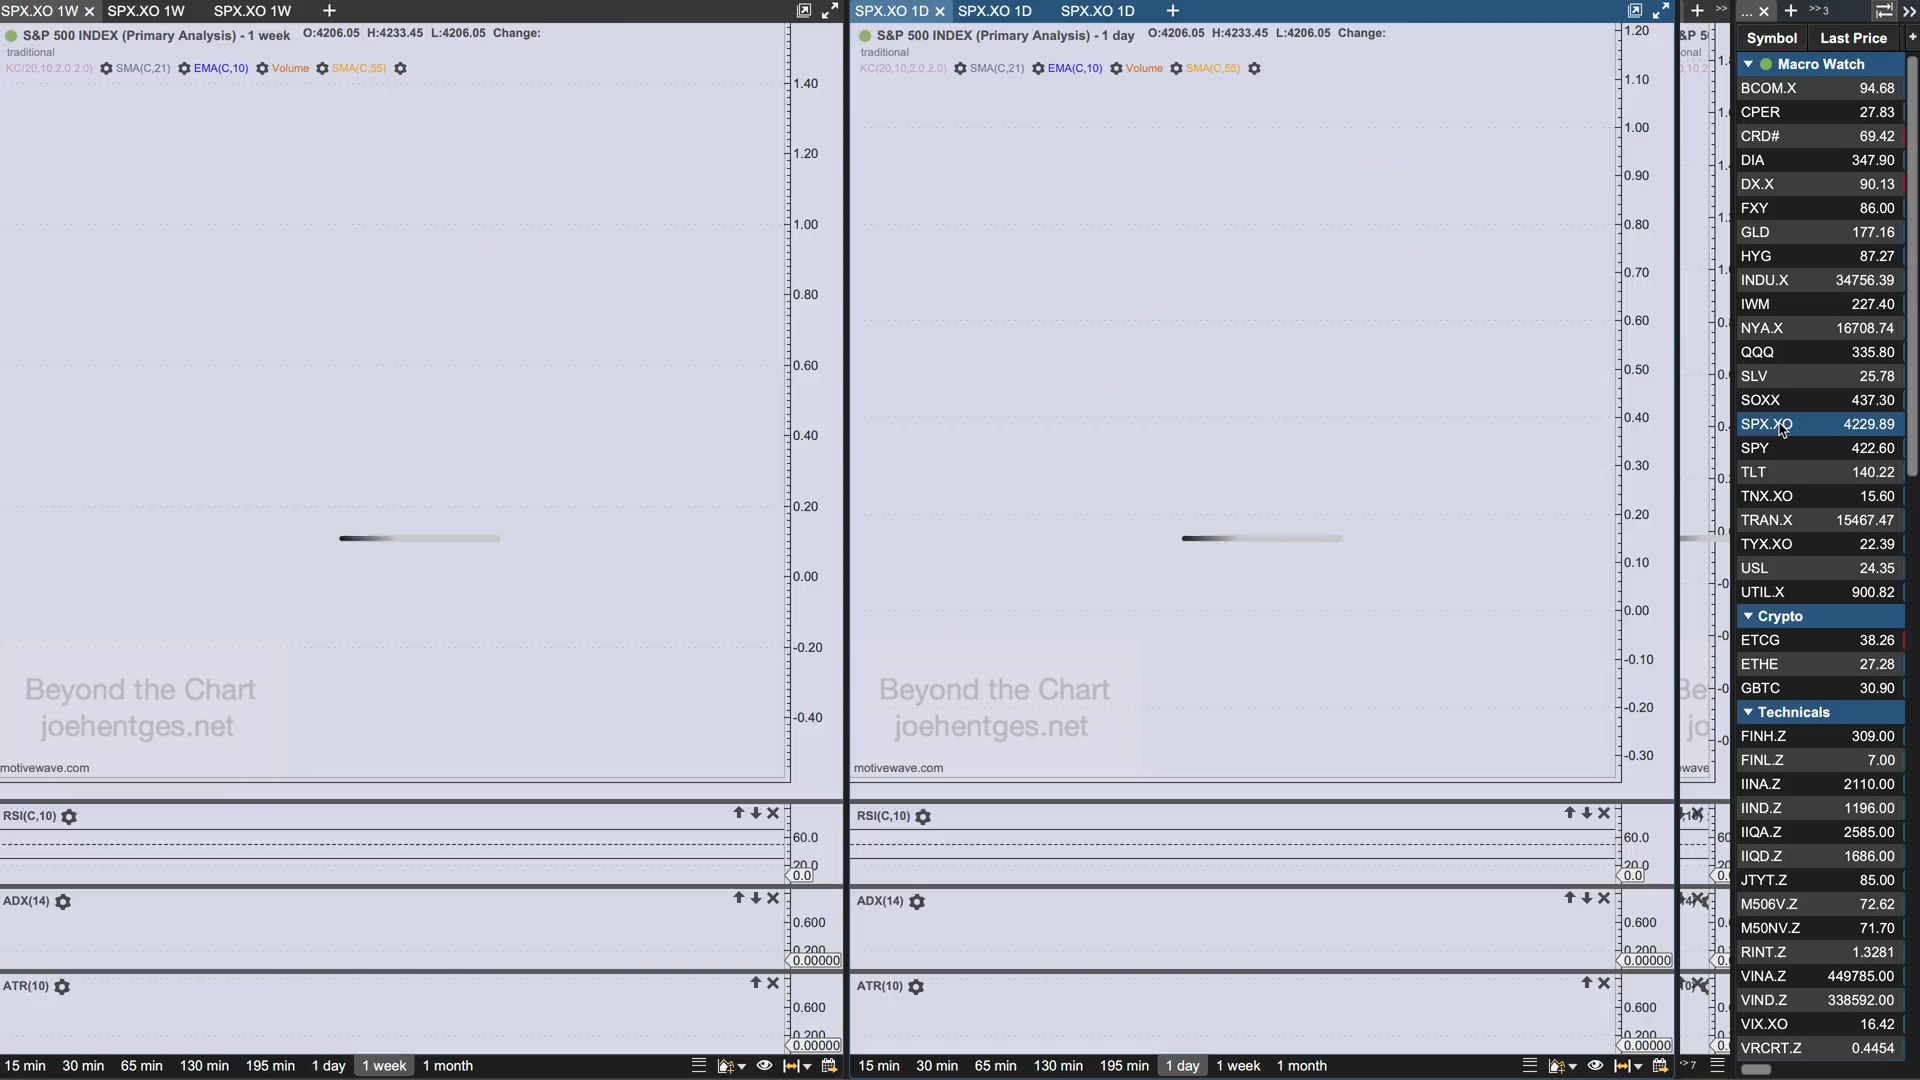 SPX.XO 1W
SPX.XO 1W
SPX.XO 1W
S&P 500 INDEX (Primary Analysis) - 1 week O:4206.05 H:4233.45 L:4206.05 Change:
traditional
KC(20,10,2.0,2.0) SMA(C,21) EMA(C,10) Volume SMA(C,55)
1.40
1.20
1.00
0.80
0.60
0.40
0.20
0.00
-0.20
-0.40
Beyond the Chart
joehentges.net
motivewave.com
RSI(C,10)
60.0
20.0
0.0
ADX(14)
0.600
0.200
0.00000
ATR(10)
0.600
0.200
0.00000
15 min 30 min 65 min 130 min 195 min 1 day 1 week 1 month
SPX.XO 1D
SPX.XO 1D
SPX.XO 1D
S&P 500 INDEX (Primary Analysis) - 1 day O:4206.05 H:4233.45 L:4206.05 Change:
traditional
KC(20,10,2.0,2.0) SMA(C,21) EMA(C,10) Volume SMA(C,55)
1.20
1.10
1.00
0.90
0.80
0.70
0.60
0.50
0.40
0.30
0.20
0.10
0.00
-0.10
-0.20
-0.30
Beyond the Chart
joehentges.net
motivewave.com
RSI(C,10)
60.0
20.0
0.0
ADX(14)
0.600
0.200
0.00000
ATR(10)
0.600
0.200
0.00000
15 min 30 min 65 min 130 min 195 min 1 day 1 week 1 month
Symbol Last Price
Macro Watch
BCOM.X 94.68
CPER 27.83
CRD# 69.42
DIA 347.90
DX.X 90.13
FXY 86.00
GLD 177.16
HYG 87.27
INDU.X 34756.39
IWM 227.40
NYA.X 16708.74
QQQ 335.80
SLV 25.78
SOXX 437.30
SPX.XO 4229.89
SPY 422.60
TLT 140.22
TNX.XO 15.60
TRAN.X 15467.47
TYX.XO 22.39
USL 24.35
UTIL.X 900.82
Crypto
ETCG 38.26
ETHE 27.28
GBTC 30.90
Technicals
FINH.Z 309.00
FINL.Z 7.00
IINA.Z 2110.00
IIND.Z 1196.00
IIQA.Z 2585.00
IIQD.Z 1686.00
JTYT.Z 85.00
M506V.Z 72.62
M50NV.Z 71.70
RINT.Z 1.3281
VINA.Z 449785.00
VIND.Z 338592.00
VIX.XO 16.42
VRCRT.Z 0.4454